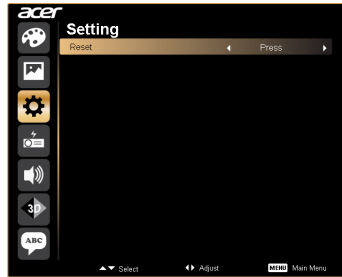 acer
Setting
Reset Press
3D
ABC
Select Adjust MENU Main Menu